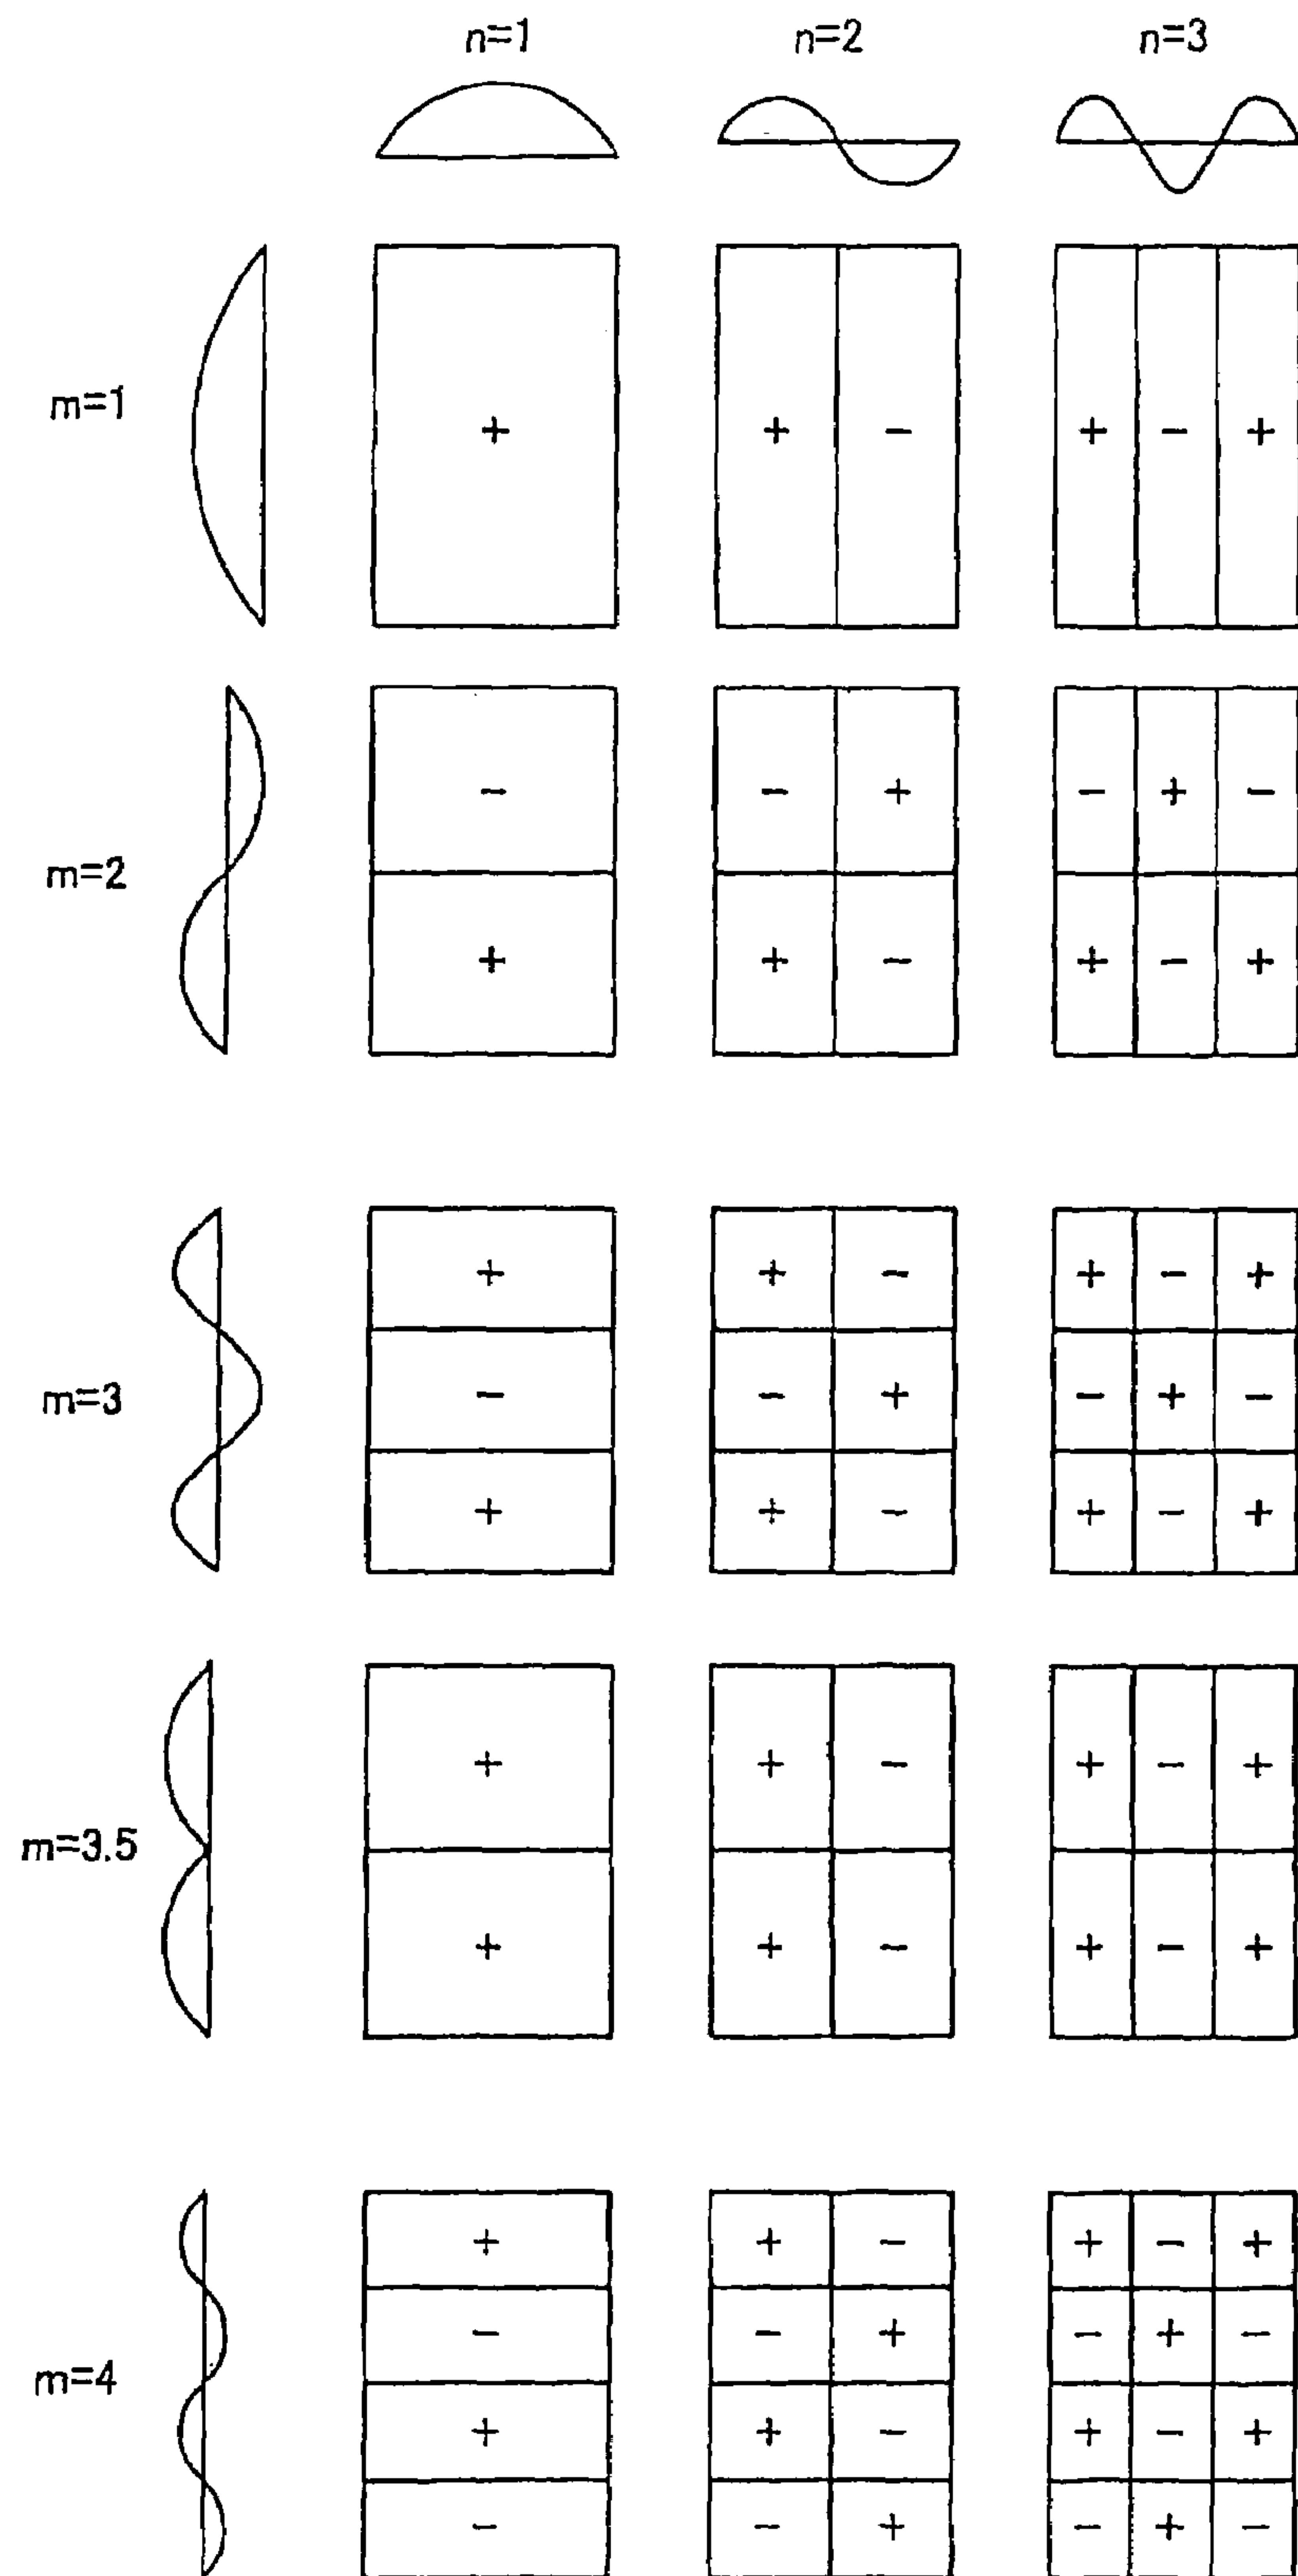 n=1 n=2 n=3
m=1 + + - + - +
m=2
- - + - + -
+ + - + - +
m=3
+ + - + - +
- - + - + -
+ + - + - +
m=3.5
+ + - + - +
+ + - + - +
m=4
+ + - + - +
- - + - + -
+ + - + - +
- - + - + -